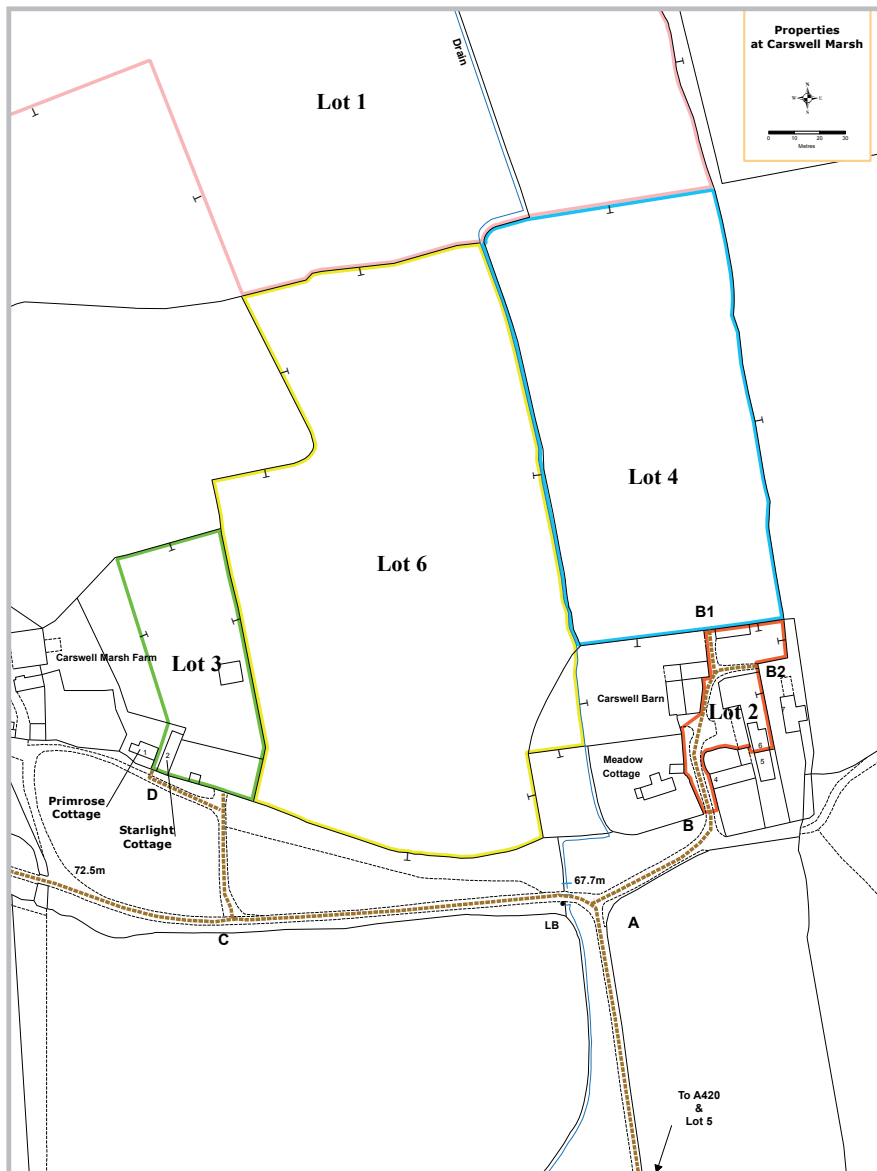 Properties
at Carswell Marsh
N
W E
S
0 10 20 30
Metres
Drain
Lot 1
Lot 4
Lot 6
B1
Carswell Marsh Farm
Lot 3
B2
Carswell Barn
Lot 2
Meadow
Cottage
6
5
4
1
2
D
Primrose
Cottage
Starlight
Cottage
B
72.5m
67.7m
C
LB
A
To A420
&
Lot 5